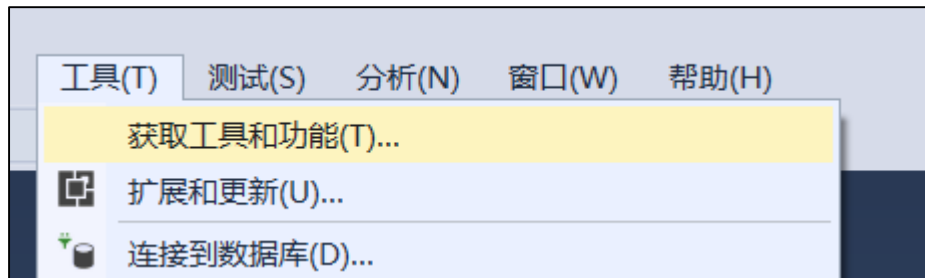 工具(T) 测试(S) 分析(N) 窗口(W) 帮助(H)
获取工具和功能(T)...
扩展和更新(U)...
连接到数据库(D)...